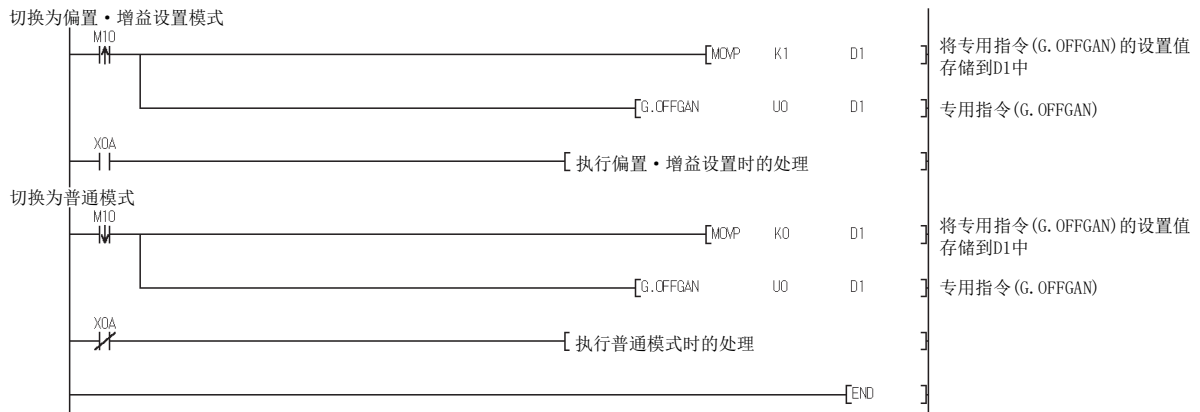 切换为偏置·增益设置模式
M10
MOVP K1 D1
将专用指令(G.OFFGAN)的设置值
存储到D1中
G.OFFGAN U0 D1
专用指令(G.OFFGAN)
X0A
执行偏置·增益设置时的处理
切换为普通模式
M10
MOVP K0 D1
将专用指令(G.OFFGAN)的设置值
存储到D1中
G.OFFGAN U0 D1
专用指令(G.OFFGAN)
X0A
执行普通模式时的处理
END